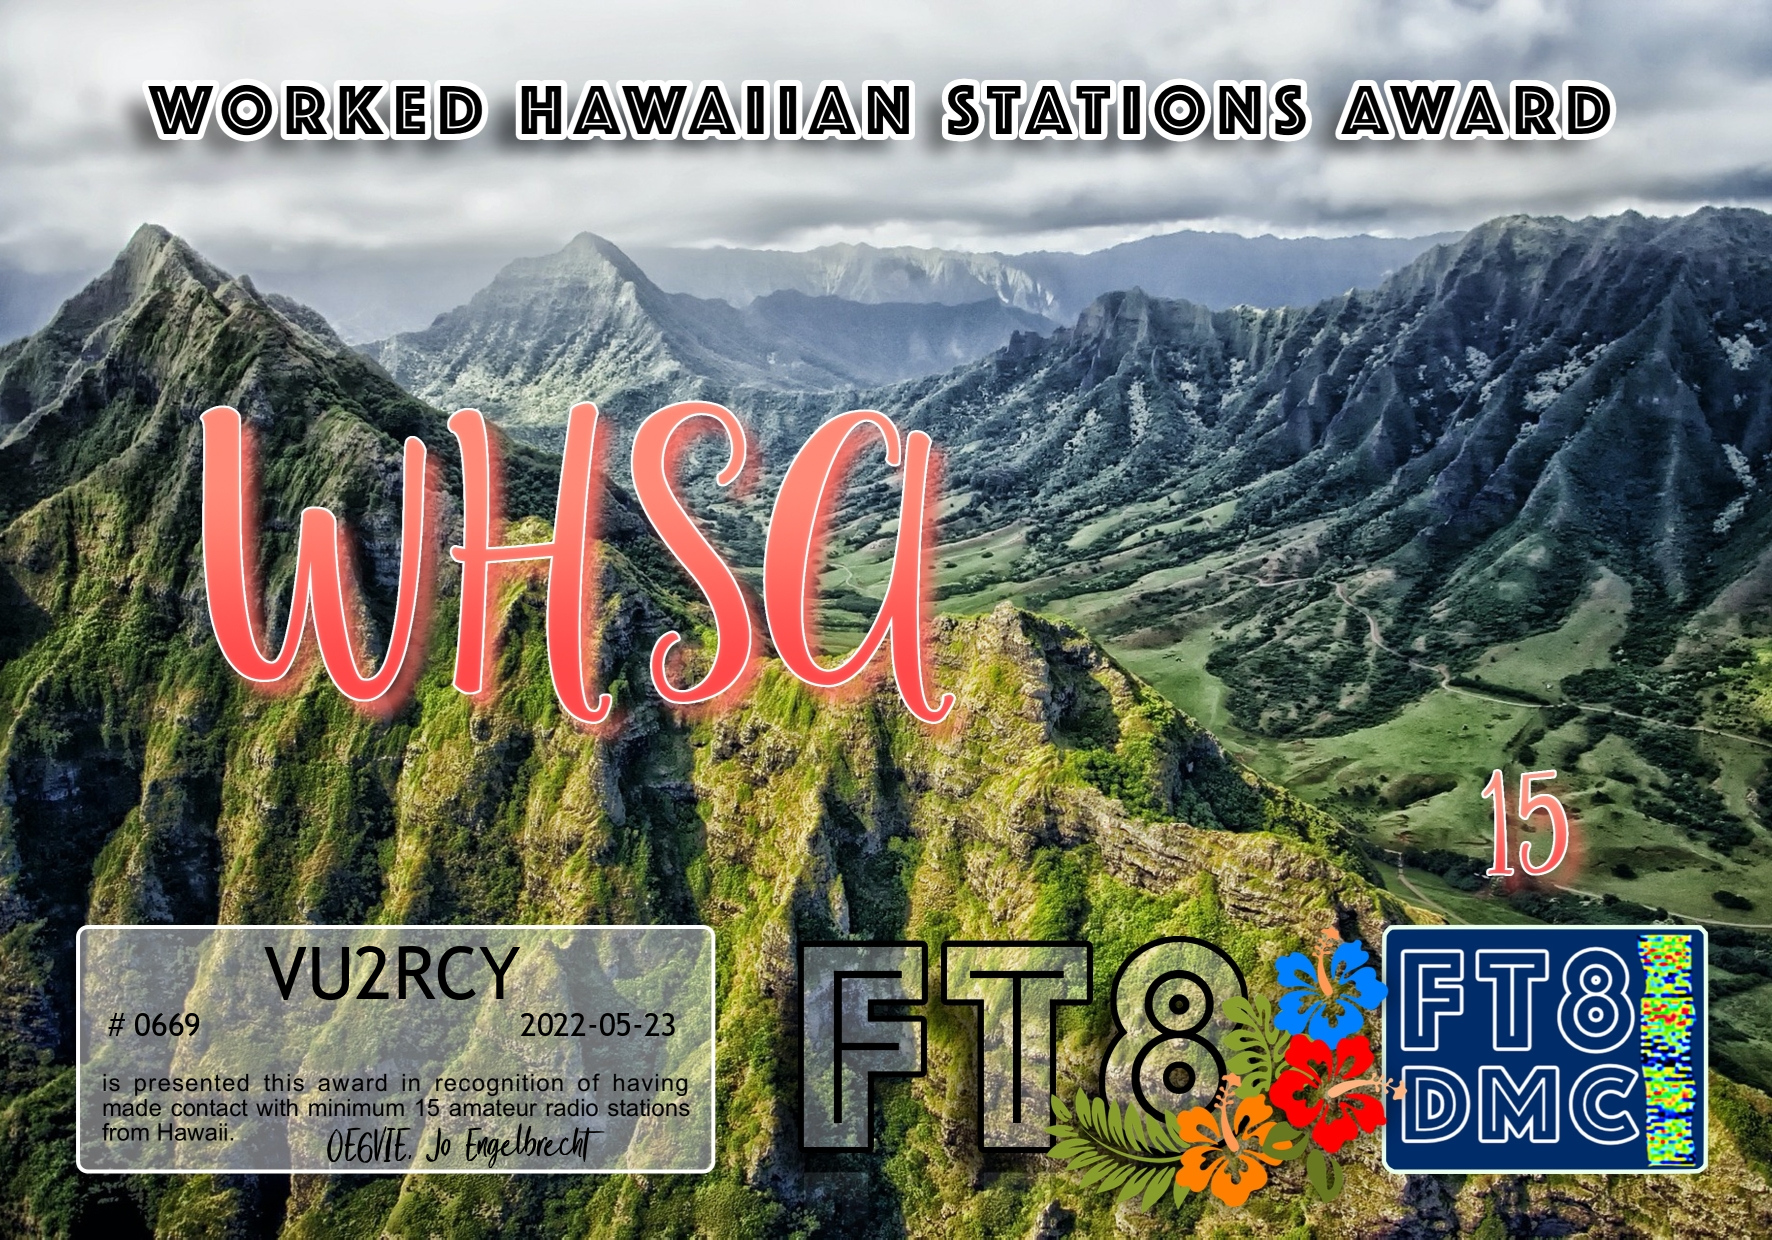 WORKED HAWAIIAN STATIONS AWARD
WHSA
15
VU2RCY
# 0669 2022-05-23
is presented this award in recognition of having
made contact with minimum 15 amateur radio stations
from Hawaii.
OE6VIE. Jo Engelbrecht
FT8
FT8
DMC